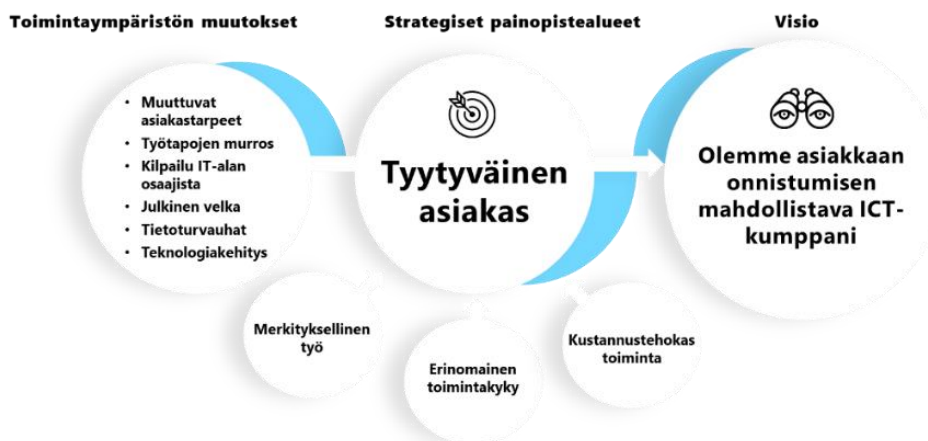 Toimintaympäristön muutokset
Strategiset painopistealueet
Visio
• Muuttuvat
asiakastarpeet
• Työtapojen murros
• Kilpailu IT-alan
osaajista
• Julkinen velka
• Tietoturvauhat
• Teknologiakehitys
Tyytyväinen
asiakas
Olemme asiakkaan
onnistumisen
mahdollistava ICT-
kumppani
Merkityksellinen
työ
Erinomainen
toimintakyky
Kustannustehokas
toiminta